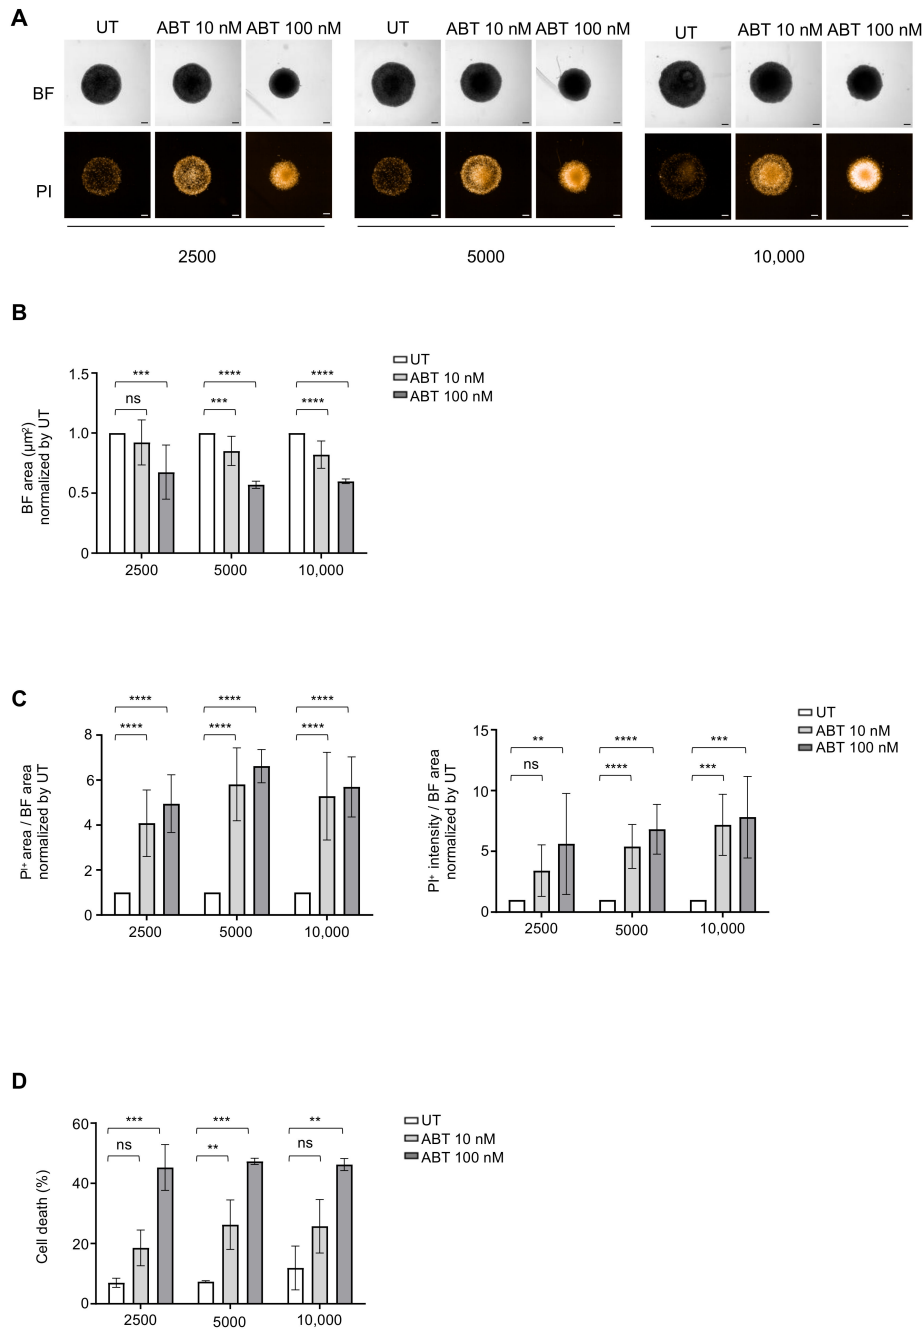 A
UT ABT 10 nM ABT 100 nM UT ABT 10 nM ABT 100 nM UT ABT 10 nM ABT 100 nM
BF
PI
2500 5000 10,000
B
UT
ABT 10 nM
ABT 100 nM
*** **** ****
ns *** ****
1.5
1.0
0.5
0
BF area (µm²)
normalized by UT
2500 5000 10,000
C
**** **** ****
**** **** ****
8
6
4
2
0
PI⁺ area / BF area
normalized by UT
2500 5000 10,000
UT
ABT 10 nM
ABT 100 nM
** **** ***
ns **** ***
15
10
5
0
PI⁺ intensity / BF area
normalized by UT
2500 5000 10,000
D
UT
ABT 10 nM
ABT 100 nM
*** *** **
ns ** ns
60
40
20
0
Cell death (%)
2500 5000 10,000